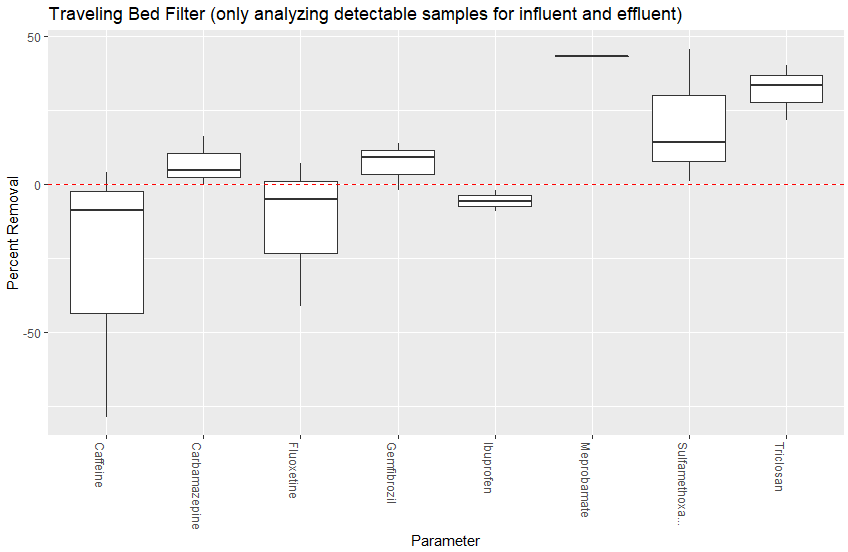 Traveling Bed Filter (only analyzing detectable samples for influent and effluent)
50
0
-50
Percent Removal
Caffeine
Carbamazepine
Fluoxetine
Gemfibrozil
Ibuprofen
Meprobamate
Sulfamethoxa...
Triclosan
Parameter